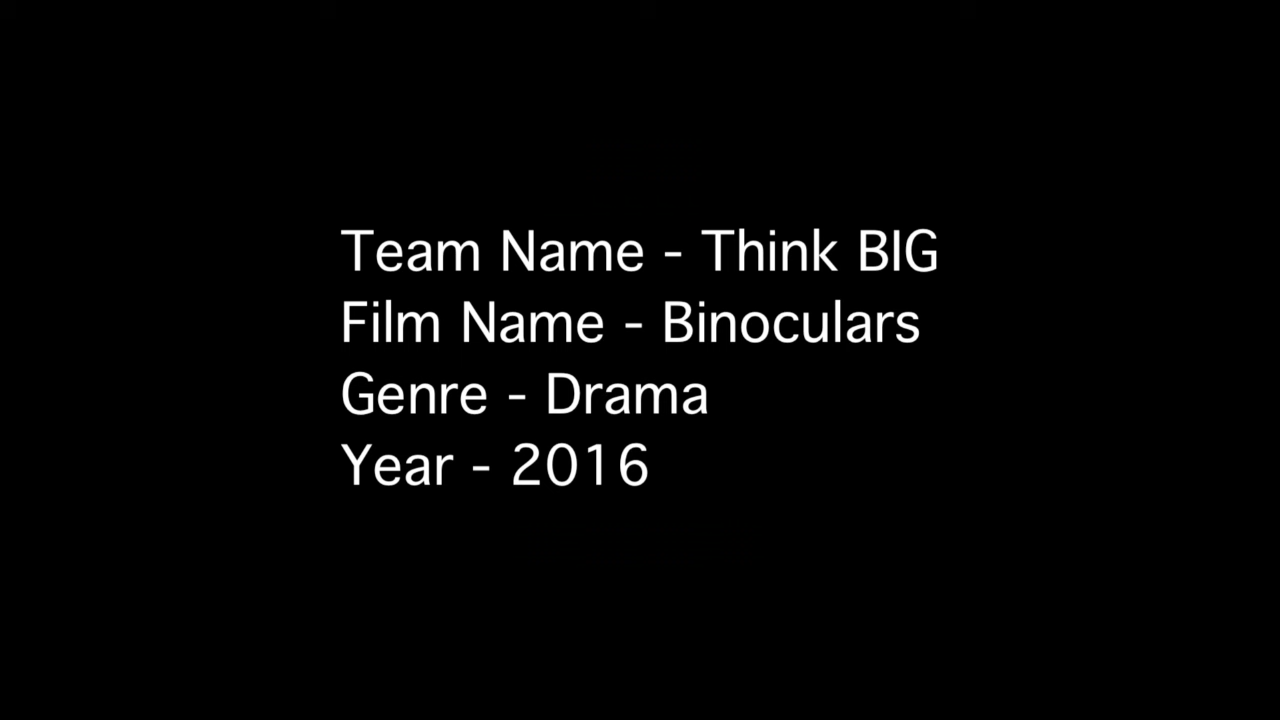 Team Name - Think BIG
Film Name - Binoculars
Genre - Drama
Year - 2016